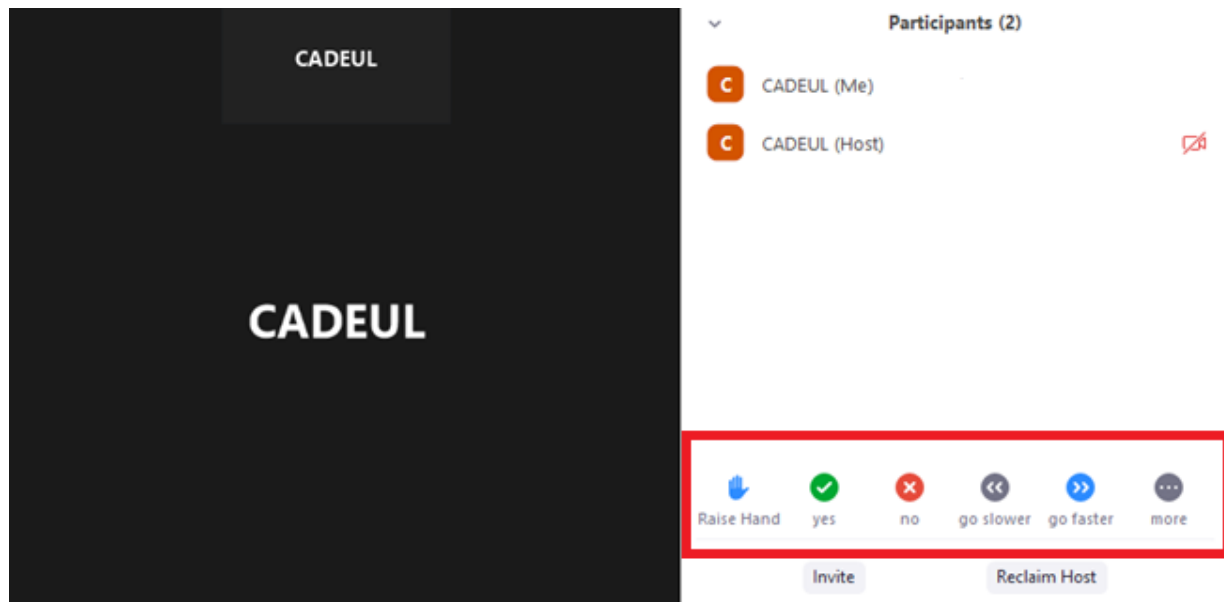 CADEUL
CADEUL
Participants (2)
C CADEUL (Me)
C CADEUL (Host)
Raise Hand yes no go slower go faster more
Invite Reclaim Host